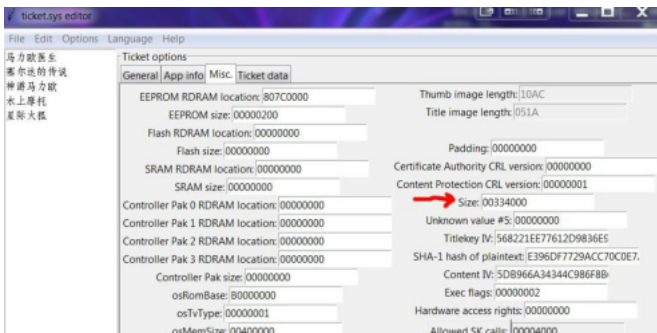 ticket.sys editor
File Edit Options Language Help
马力欧医生
塞尔达的传说
神游马力欧
水上摩托
星际火狐
Ticket options
General App info Misc. Ticket data
EEPROM RDRAM location: 807C0000
EEPROM size: 00000200
Flash RDRAM location: 00000000
Flash size: 00000000
SRAM RDRAM location: 00000000
SRAM size: 00000000
Controller Pak 0 RDRAM location: 00000000
Controller Pak 1 RDRAM location: 00000000
Controller Pak 2 RDRAM location: 00000000
Controller Pak 3 RDRAM location: 00000000
Controller Pak size: 00000000
osRomBase: B0000000
osTvType: 00000001
osMemSize: 00400000
Thumb image length: 10AC
Title image length: 051A
Padding: 00000000
Certificate Authority CRL version: 00000000
Content Protection CRL version: 00000001
Size: 00334000
Unknown value #5: 00000000
Titlekey IV: 568221EE77612D9836E9
SHA-1 hash of plaintext: E396DF7729ACC70C0E7
Content IV: 5DB966A34344C986F8B
Exec flags: 00000002
Hardware access rights: 00000000
Allowed SK calls: 00004000